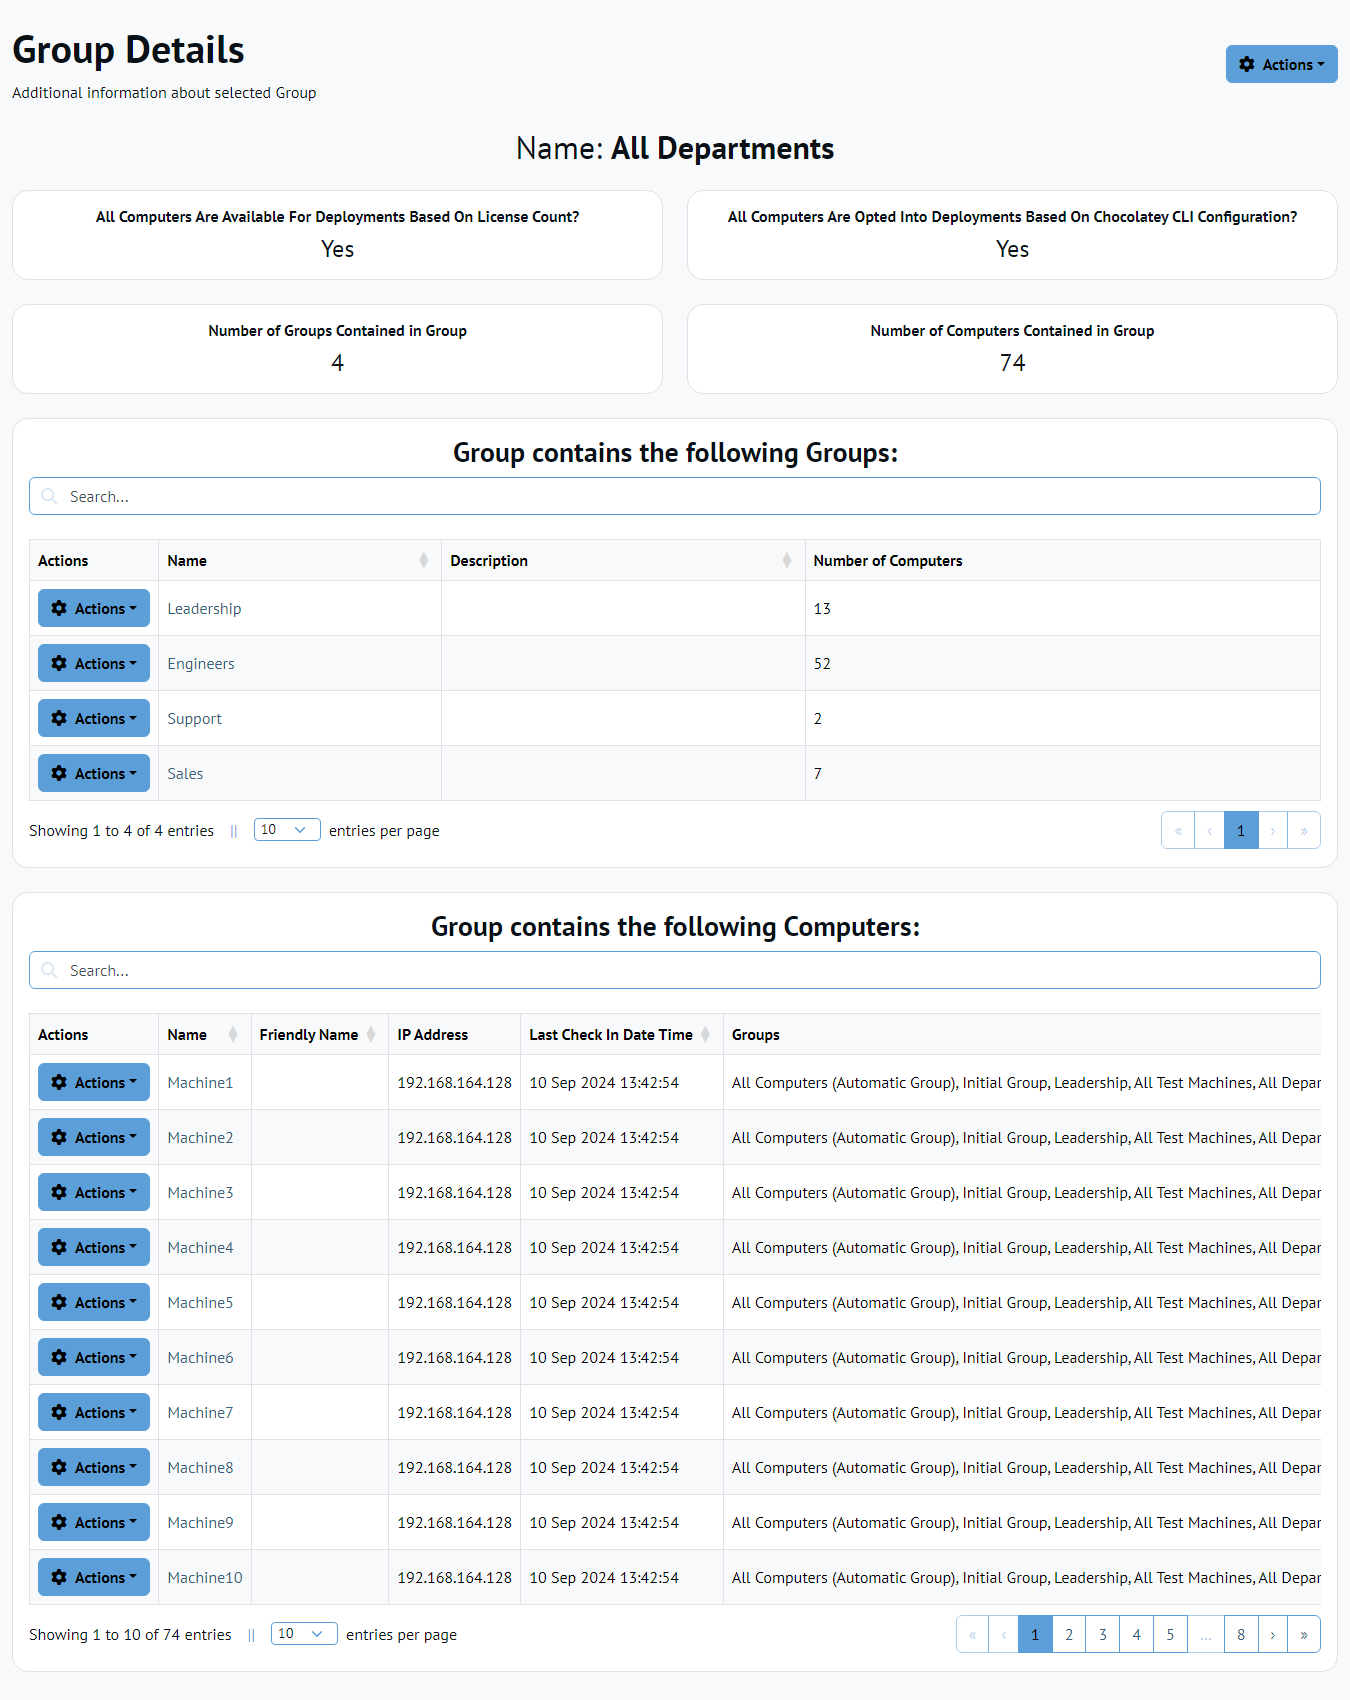 Group Details
Actions
Additional information about selected Group
Name: All Departments
All Computers Are Available For Deployments Based On License Count?
Yes
All Computers Are Opted Into Deployments Based On Chocolatey CLI Configuration?
Yes
Number of Groups Contained in Group
4
Number of Computers Contained in Group
74
Group contains the following Groups:
Search...
Actions Name Description Number of Computers
Actions Leadership 13
Actions Engineers 52
Actions Support 2
Actions Sales 7
Showing 1 to 4 of 4 entries || 10 entries per page « ‹ 1 › »
Group contains the following Computers:
Search...
Actions Name Friendly Name IP Address Last Check In Date Time Groups
Actions Machine1 192.168.164.128 10 Sep 2024 13:42:54 All Computers (Automatic Group), Initial Group, Leadership, All Test Machines, All Depar
Actions Machine2 192.168.164.128 10 Sep 2024 13:42:54 All Computers (Automatic Group), Initial Group, Leadership, All Test Machines, All Depar
Actions Machine3 192.168.164.128 10 Sep 2024 13:42:54 All Computers (Automatic Group), Initial Group, Leadership, All Test Machines, All Depar
Actions Machine4 192.168.164.128 10 Sep 2024 13:42:54 All Computers (Automatic Group), Initial Group, Leadership, All Test Machines, All Depar
Actions Machine5 192.168.164.128 10 Sep 2024 13:42:54 All Computers (Automatic Group), Initial Group, Leadership, All Test Machines, All Depar
Actions Machine6 192.168.164.128 10 Sep 2024 13:42:54 All Computers (Automatic Group), Initial Group, Leadership, All Test Machines, All Depar
Actions Machine7 192.168.164.128 10 Sep 2024 13:42:54 All Computers (Automatic Group), Initial Group, Leadership, All Test Machines, All Depar
Actions Machine8 192.168.164.128 10 Sep 2024 13:42:54 All Computers (Automatic Group), Initial Group, Leadership, All Test Machines, All Depar
Actions Machine9 192.168.164.128 10 Sep 2024 13:42:54 All Computers (Automatic Group), Initial Group, Leadership, All Test Machines, All Depar
Actions Machine10 192.168.164.128 10 Sep 2024 13:42:54 All Computers (Automatic Group), Initial Group, Leadership, All Test Machines, All Depar
Showing 1 to 10 of 74 entries || 10 entries per page « ‹ 1 2 3 4 5 ... 8 › »